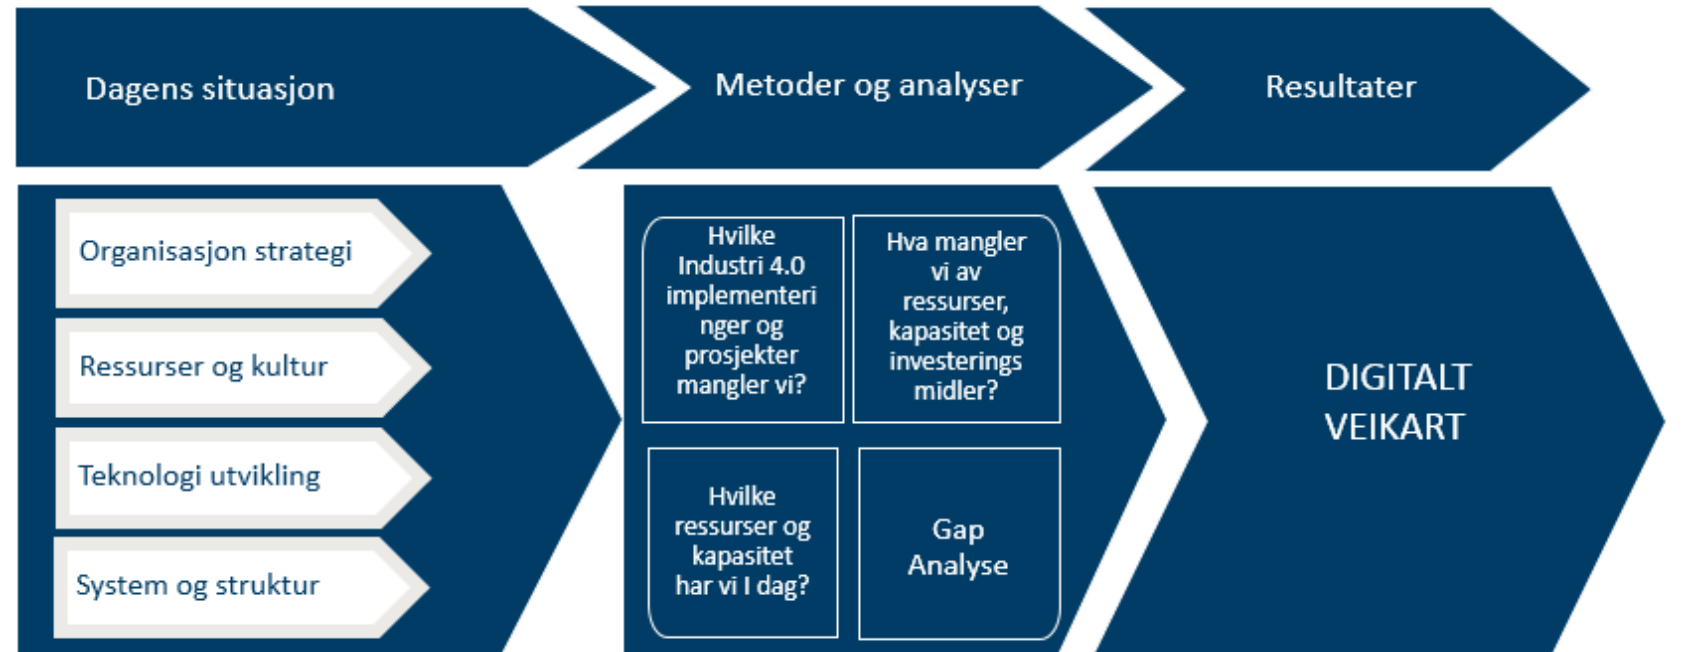 Dagens situasjon
Metoder og analyser
Resultater
Organisasjon strategi
Ressurser og kultur
Teknologi utvikling
System og struktur
Hvilke
Industri 4.0
implementeri
nger og
prosjekter
mangler vi?
Hva mangler
vi av
ressurser,
kapasitet og
investerings
midler?
Hvilke
ressurser og
kapasitet
har vi I dag?
Gap
Analyse
DIGITALT
VEIKART